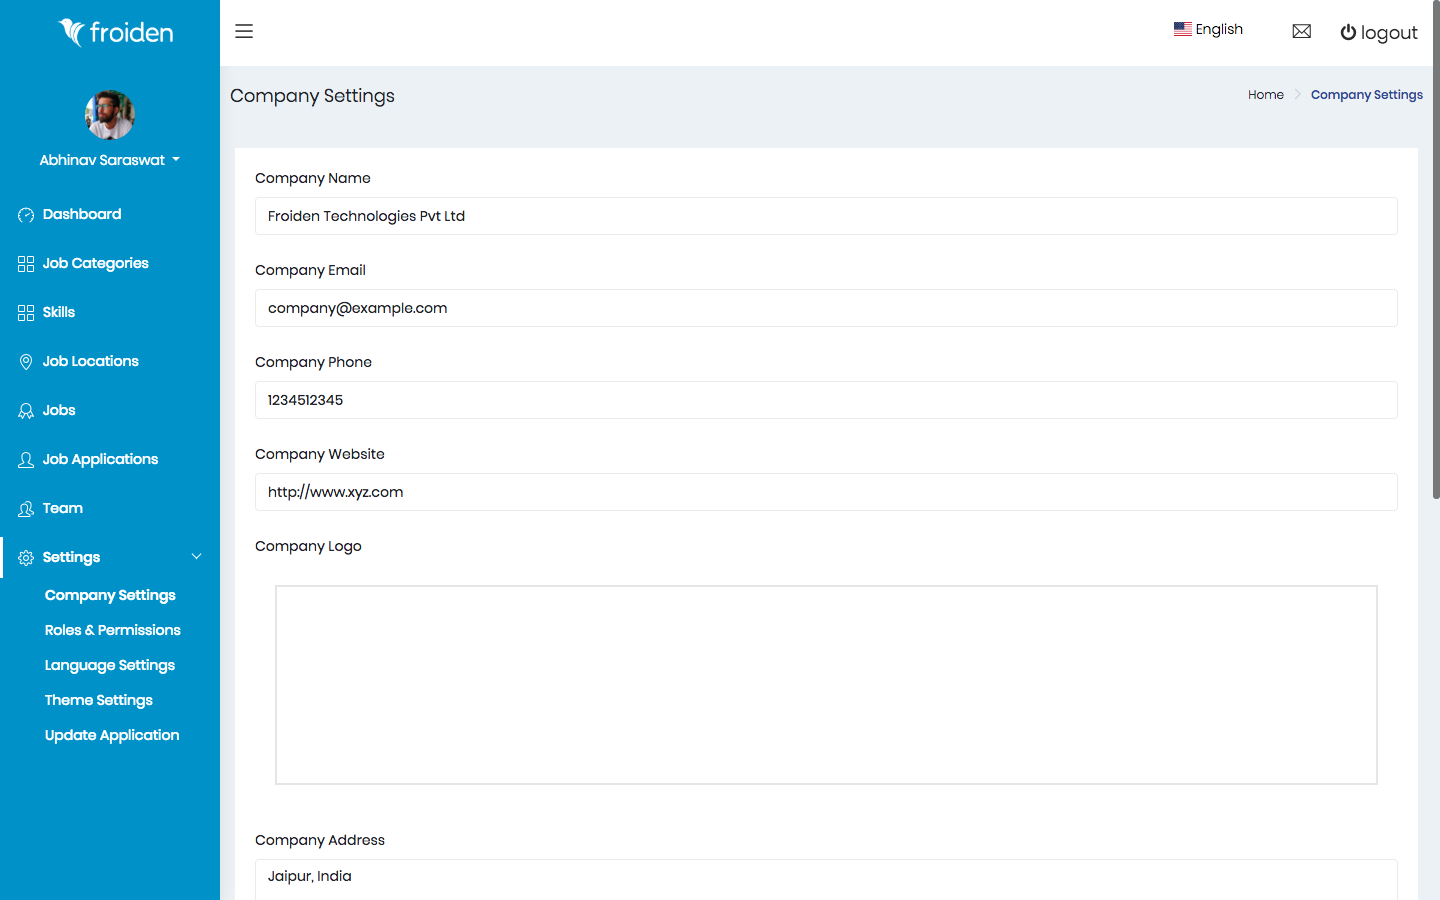 froiden
English
logout
Company Settings
Home
Company Settings
Abhinav Saraswat
Dashboard
Job Categories
Skills
Job Locations
Jobs
Job Applications
Team
Settings
Company Settings
Roles & Permissions
Language Settings
Theme Settings
Update Application
Company Name
Froiden Technologies Pvt Ltd
Company Email
company@example.com
Company Phone
1234512345
Company Website
http://www.xyz.com
Company Logo
Company Address
Jaipur, India